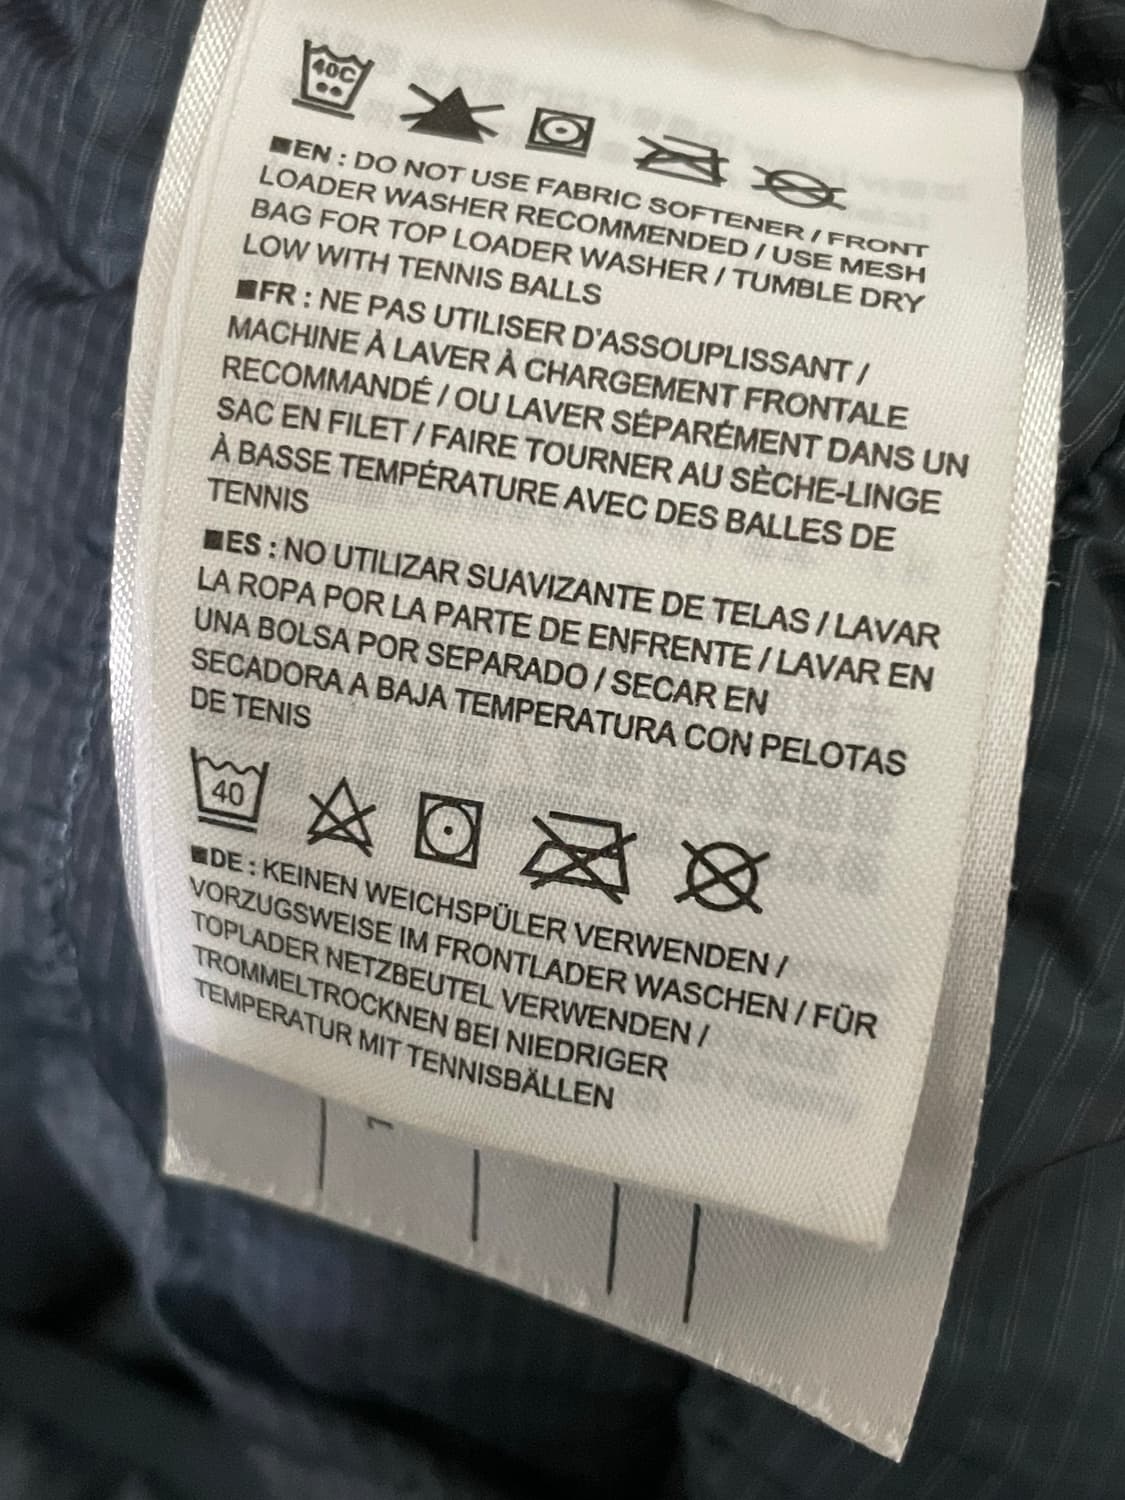 40C
■EN : DO NOT USE FABRIC SOFTENER / FRONT
LOADER WASHER RECOMMENDED / USE MESH
BAG FOR TOP LOADER WASHER / TUMBLE DRY
LOW WITH TENNIS BALLS
■FR : NE PAS UTILISER D'ASSOUPLISSANT /
MACHINE À LAVER À CHARGEMENT FRONTALE
RECOMMANDÉ / OU LAVER SÉPARÉMENT DANS UN
SAC EN FILET / FAIRE TOURNER AU SÈCHE-LINGE
À BASSE TEMPÉRATURE AVEC DES BALLES DE
TENNIS
■ES : NO UTILIZAR SUAVIZANTE DE TELAS / LAVAR
LA ROPA POR LA PARTE DE ENFRENTE / LAVAR EN
UNA BOLSA POR SEPARADO / SECAR EN
SECADORA A BAJA TEMPERATURA CON PELOTAS
DE TENIS
40
■DE : KEINEN WEICHSPÜLER VERWENDEN /
VORZUGSWEISE IM FRONTLADER WASCHEN / FÜR
TOPLADER NETZBEUTEL VERWENDEN /
TROMMELTROCKNEN BEI NIEDRIGER
TEMPERATUR MIT TENNISBÄLLEN